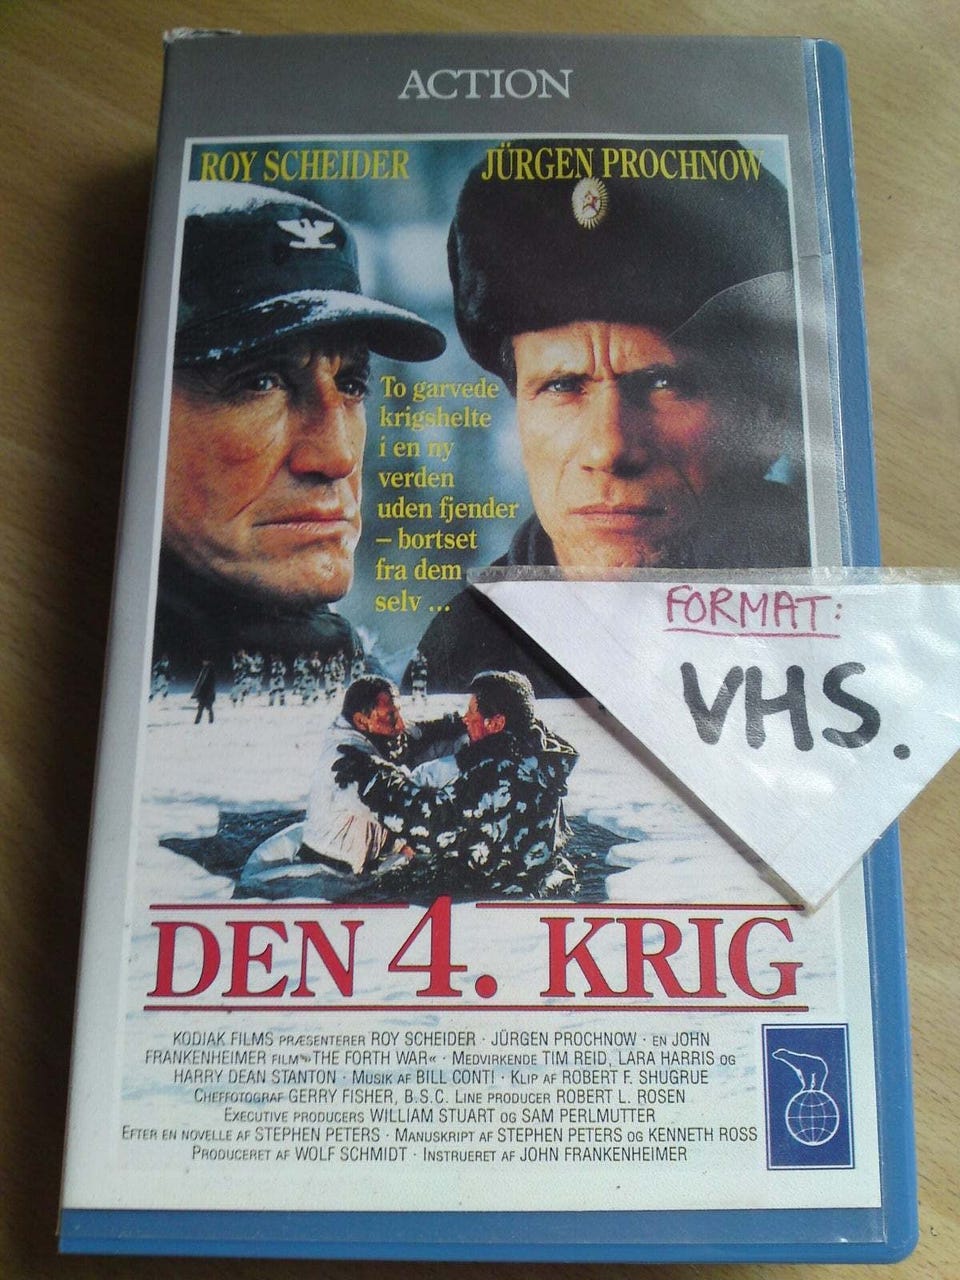 ACTION
ROY SCHEIDER JÜRGEN PROCHNOW
To garvede
krigshelte
i en ny
verden
uden fjender
– bortset
fra dem
selv ...
FORMAT:
VHS.
DEN 4. KRIG
KODIAK FILMS PRÆSENTERER ROY SCHEIDER · JÜRGEN PROCHNOW · EN JOHN
FRANKENHEIMER FILM »THE FORTH WAR« · MEDVIRKENDE TIM REID, LARA HARRIS OG
HARRY DEAN STANTON · MUSIK AF BILL CONTI · KLIP AF ROBERT F. SHUGRUE
CHEFFOTOGRAF GERRY FISHER, B.S.C. LINE PRODUCER ROBERT L. ROSEN
EXECUTIVE PRODUCERS WILLIAM STUART OG SAM PERLMUTTER
EFTER EN NOVELLE AF STEPHEN PETERS · MANUSKRIPT AF STEPHEN PETERS OG KENNETH ROSS
PRODUCERET AF WOLF SCHMIDT · INSTRUERET AF JOHN FRANKENHEIMER